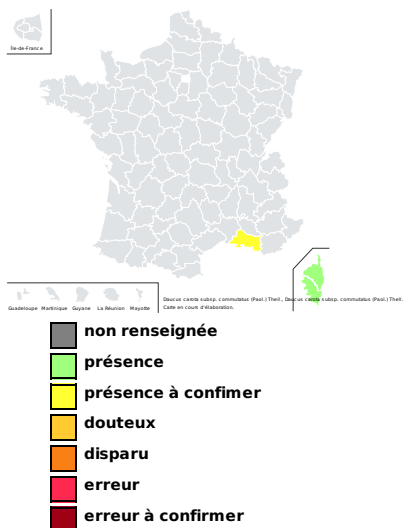 Île-de-France
Guadeloupe Martinique Guyane La Réunion Mayotte
Daucus carota subsp. commutatus (Paol.) Thell., Daucus carota subsp. commutatus (Paol.) Thell.
Carte en cours d'élaboration.
non renseignée
présence
présence à confimer
douteux
disparu
erreur
erreur à confirmer